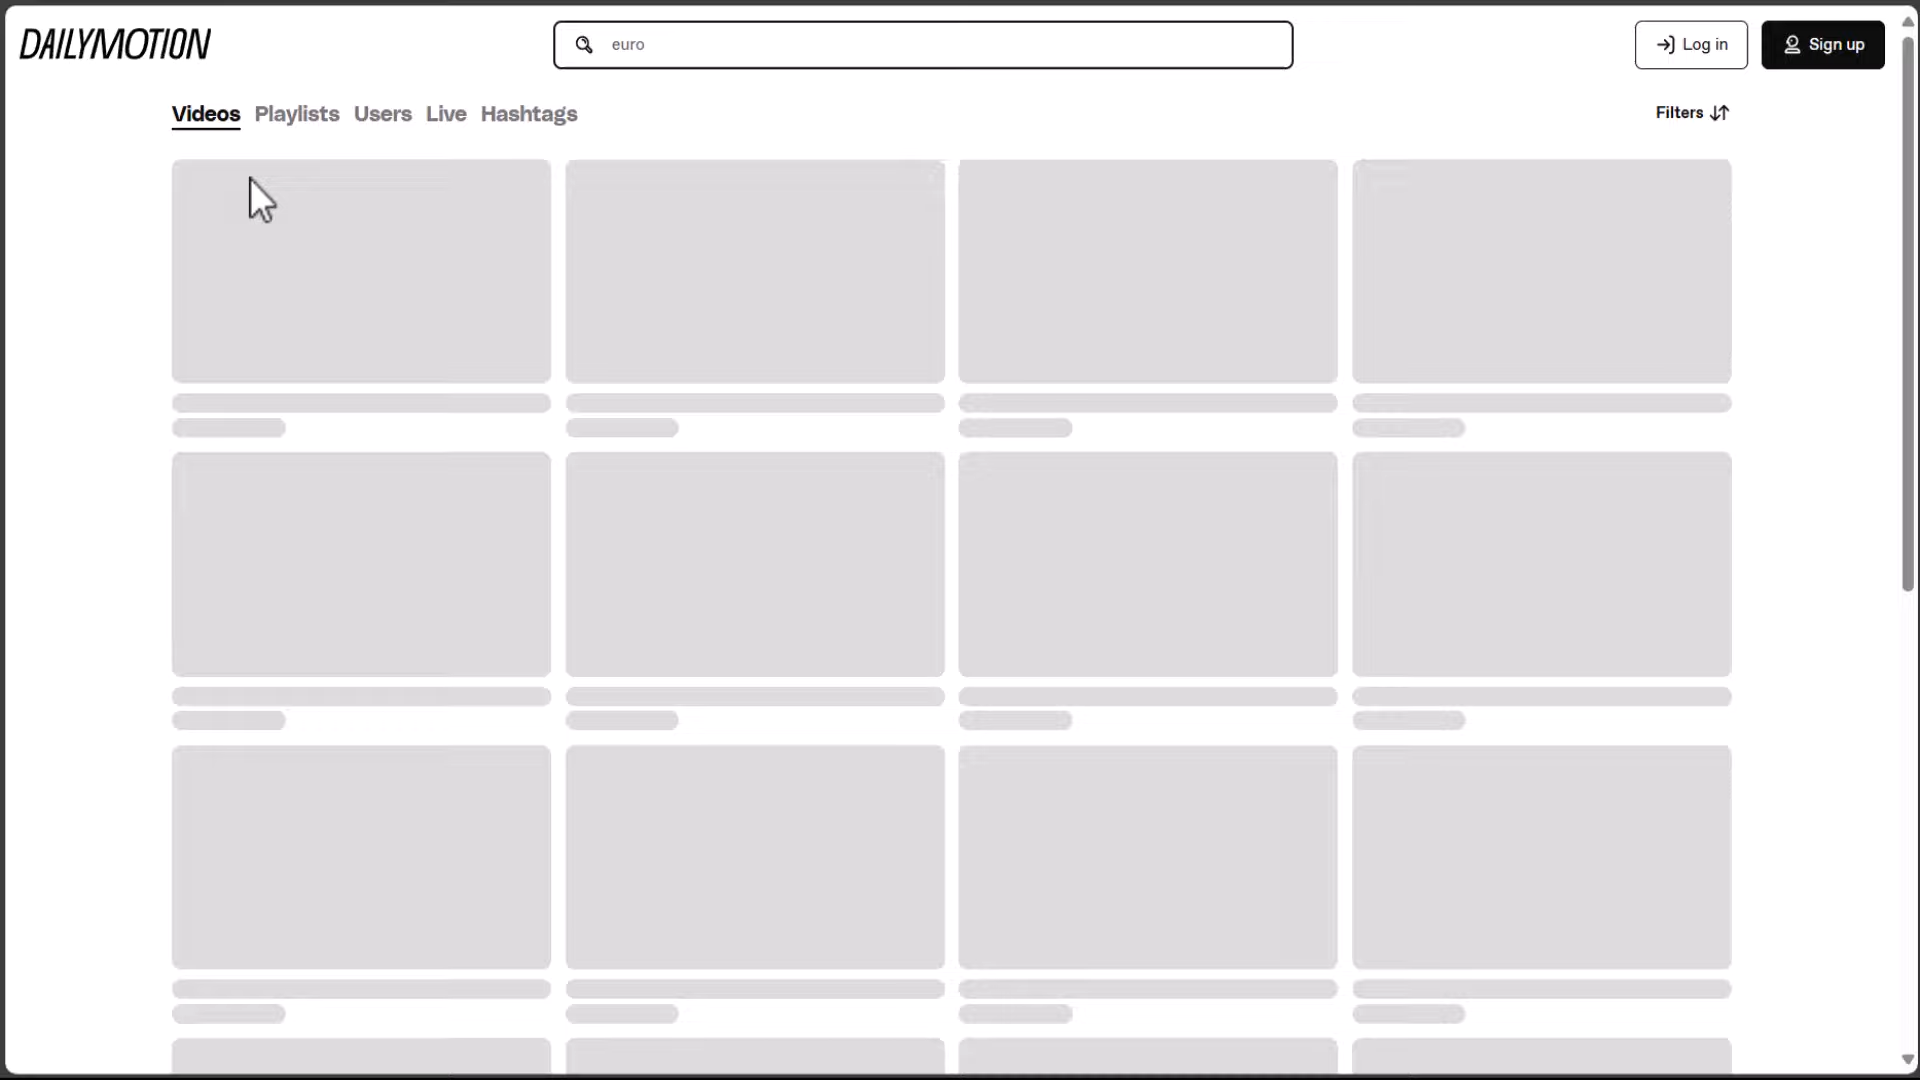 DAILYMOTION
euro
Log in
Sign up
Videos Playlists Users Live Hashtags
Filters